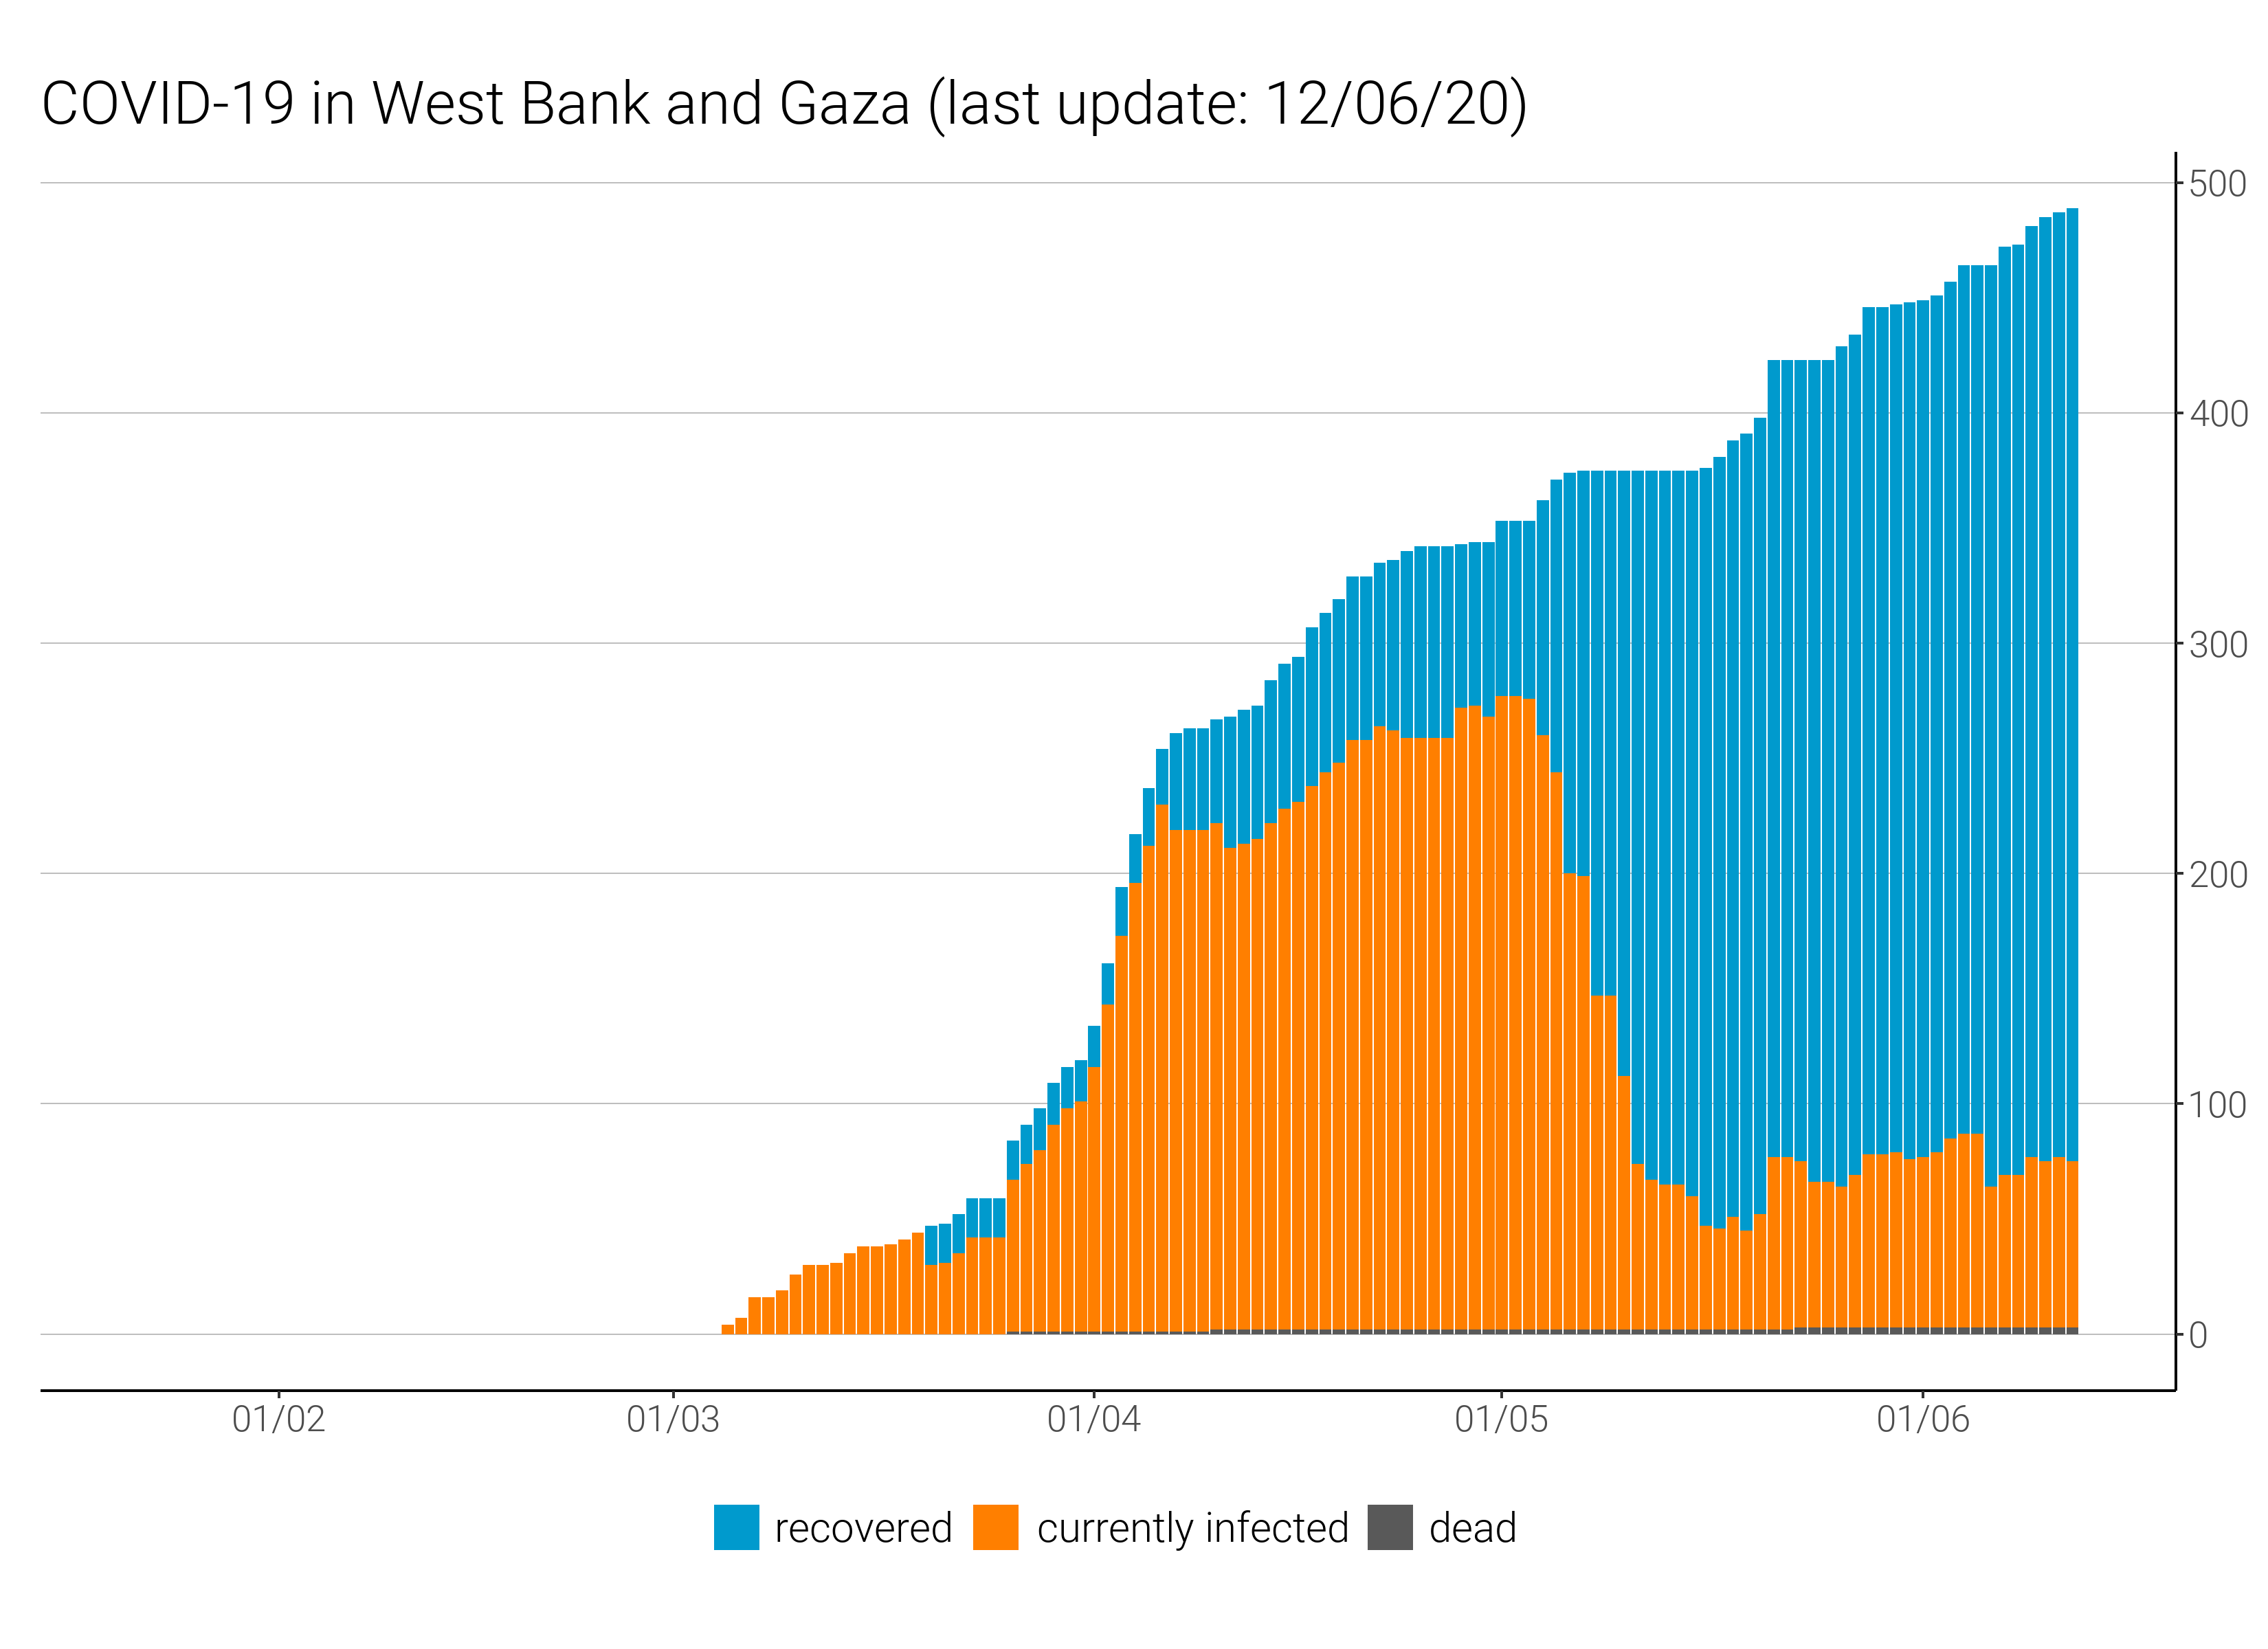 COVID-19 in West Bank and Gaza (last update: 12/06/20)
500
400
300
200
100
0
01/02 01/03 01/04 01/05 01/06
recovered currently infected dead